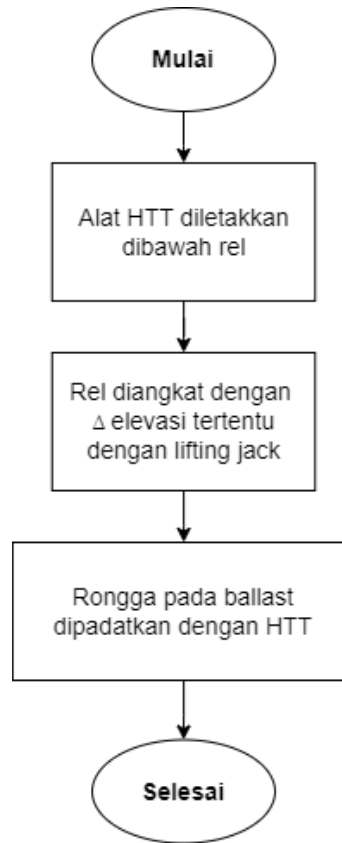 Mulai
Alat HTT diletakkan
dibawah rel
Rel diangkat dengan
Δ elevasi tertentu
dengan lifting jack
Rongga pada ballast
dipadatkan dengan HTT
Selesai